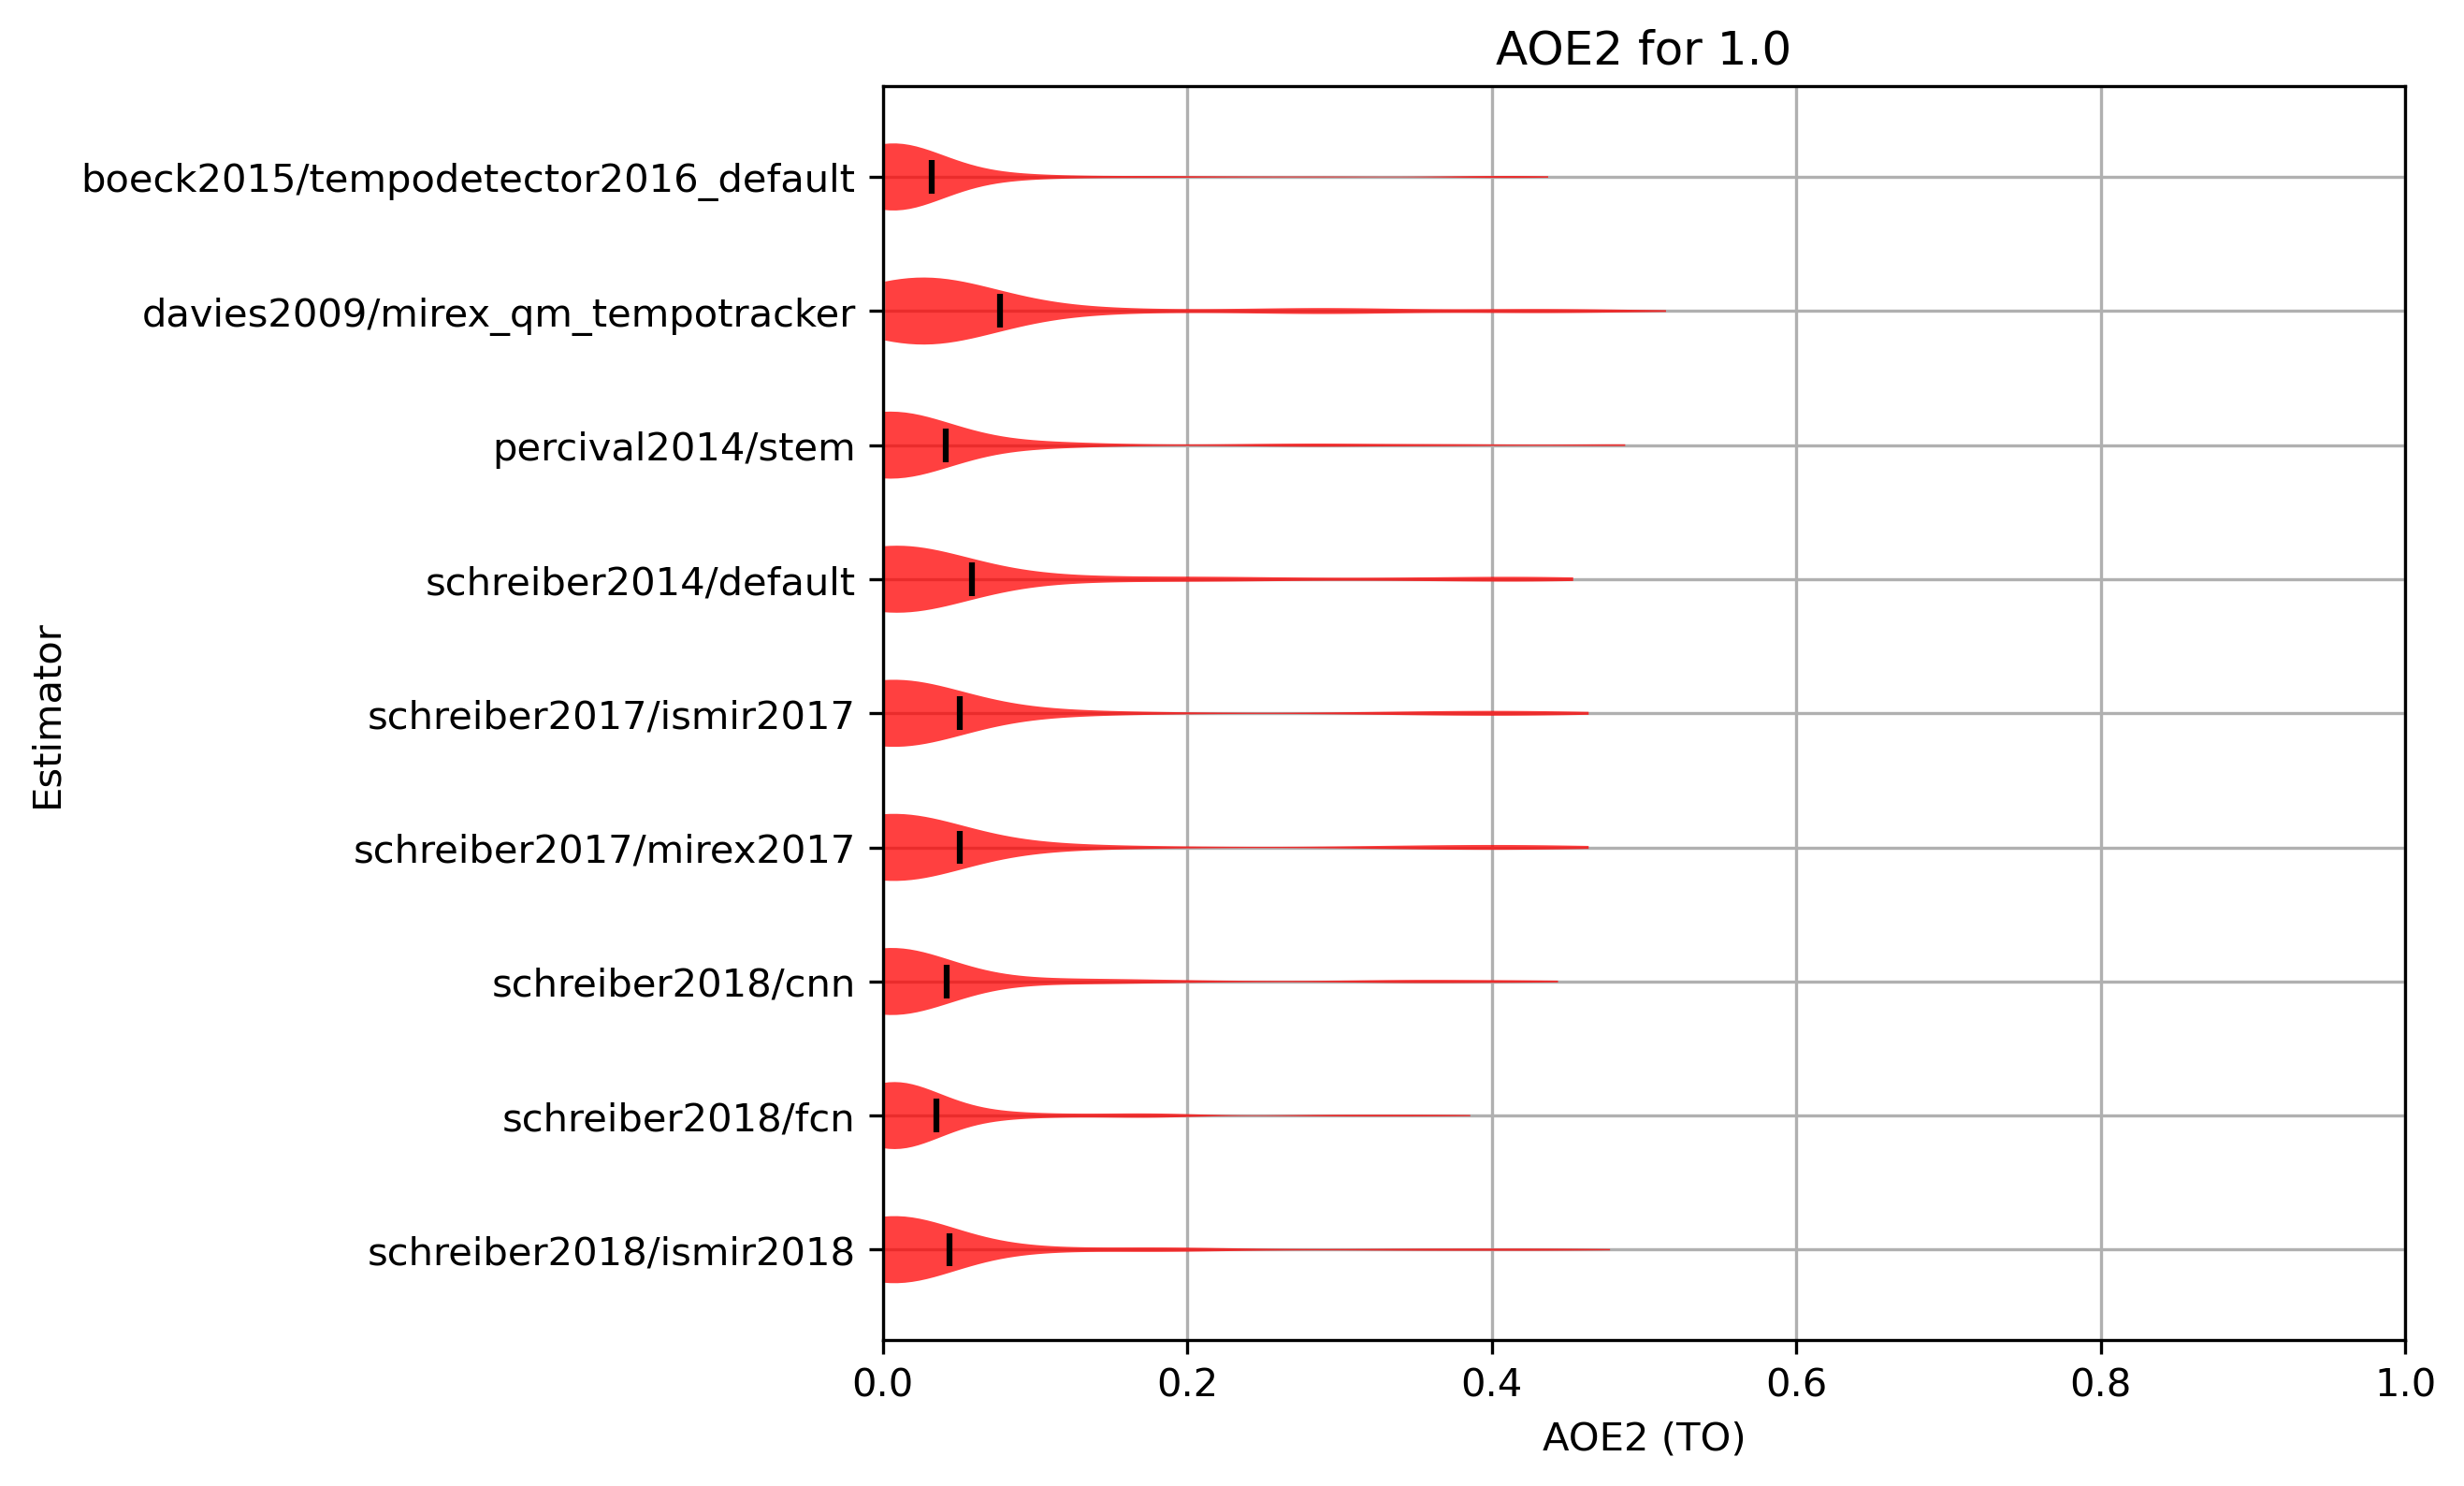 AOE2 for 1.0
boeck2015/tempodetector2016_default
davies2009/mirex_qm_tempotracker
percival2014/stem
schreiber2014/default
schreiber2017/ismir2017
schreiber2017/mirex2017
schreiber2018/cnn
schreiber2018/fcn
schreiber2018/ismir2018
Estimator
0.0 0.2 0.4 0.6 0.8 1.0
AOE2 (TO)